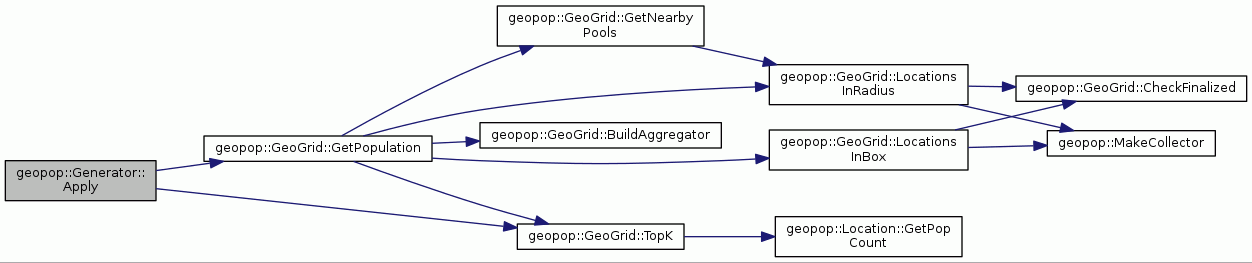 geopop::Generator::
Apply
geopop::GeoGrid::GetPopulation
geopop::GeoGrid::GetNearby
Pools
geopop::GeoGrid::BuildAggregator
geopop::GeoGrid::TopK
geopop::GeoGrid::Locations
InRadius
geopop::GeoGrid::Locations
InBox
geopop::Location::GetPop
Count
geopop::GeoGrid::CheckFinalized
geopop::MakeCollector